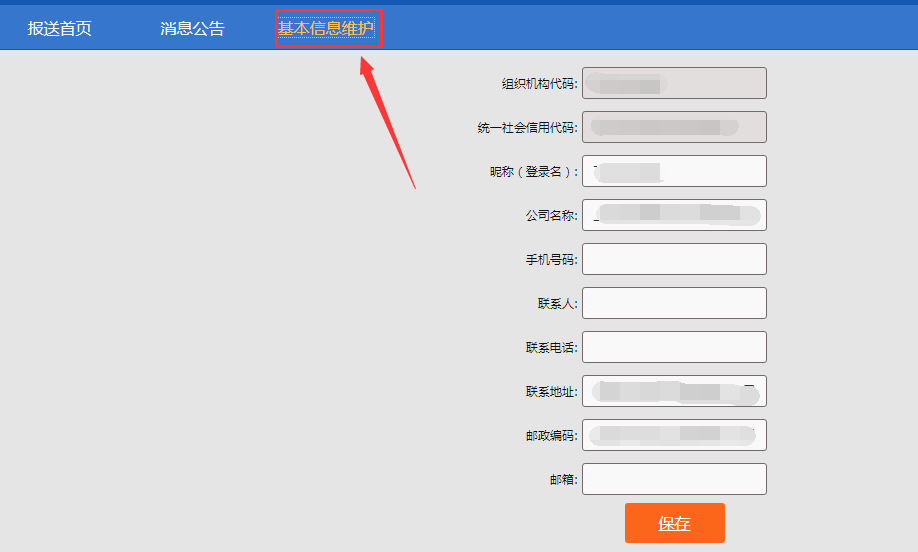 报送首页 消息公告 基本信息维护
组织机构代码:
统一社会信用代码:
昵称（登录名）:
公司名称:
手机号码:
联系人:
联系电话:
联系地址:
邮政编码:
邮箱:
保存